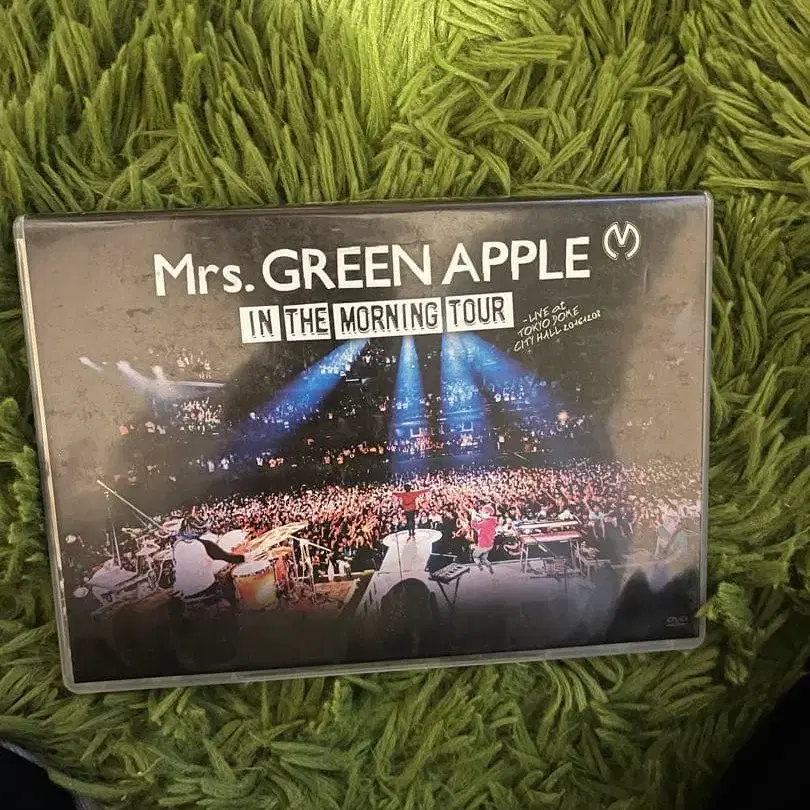 Mrs. GREEN APPLE
IN THE MORNING TOUR
-LIVE at
TOKYO DOME
CITY HALL 20161208
DVD